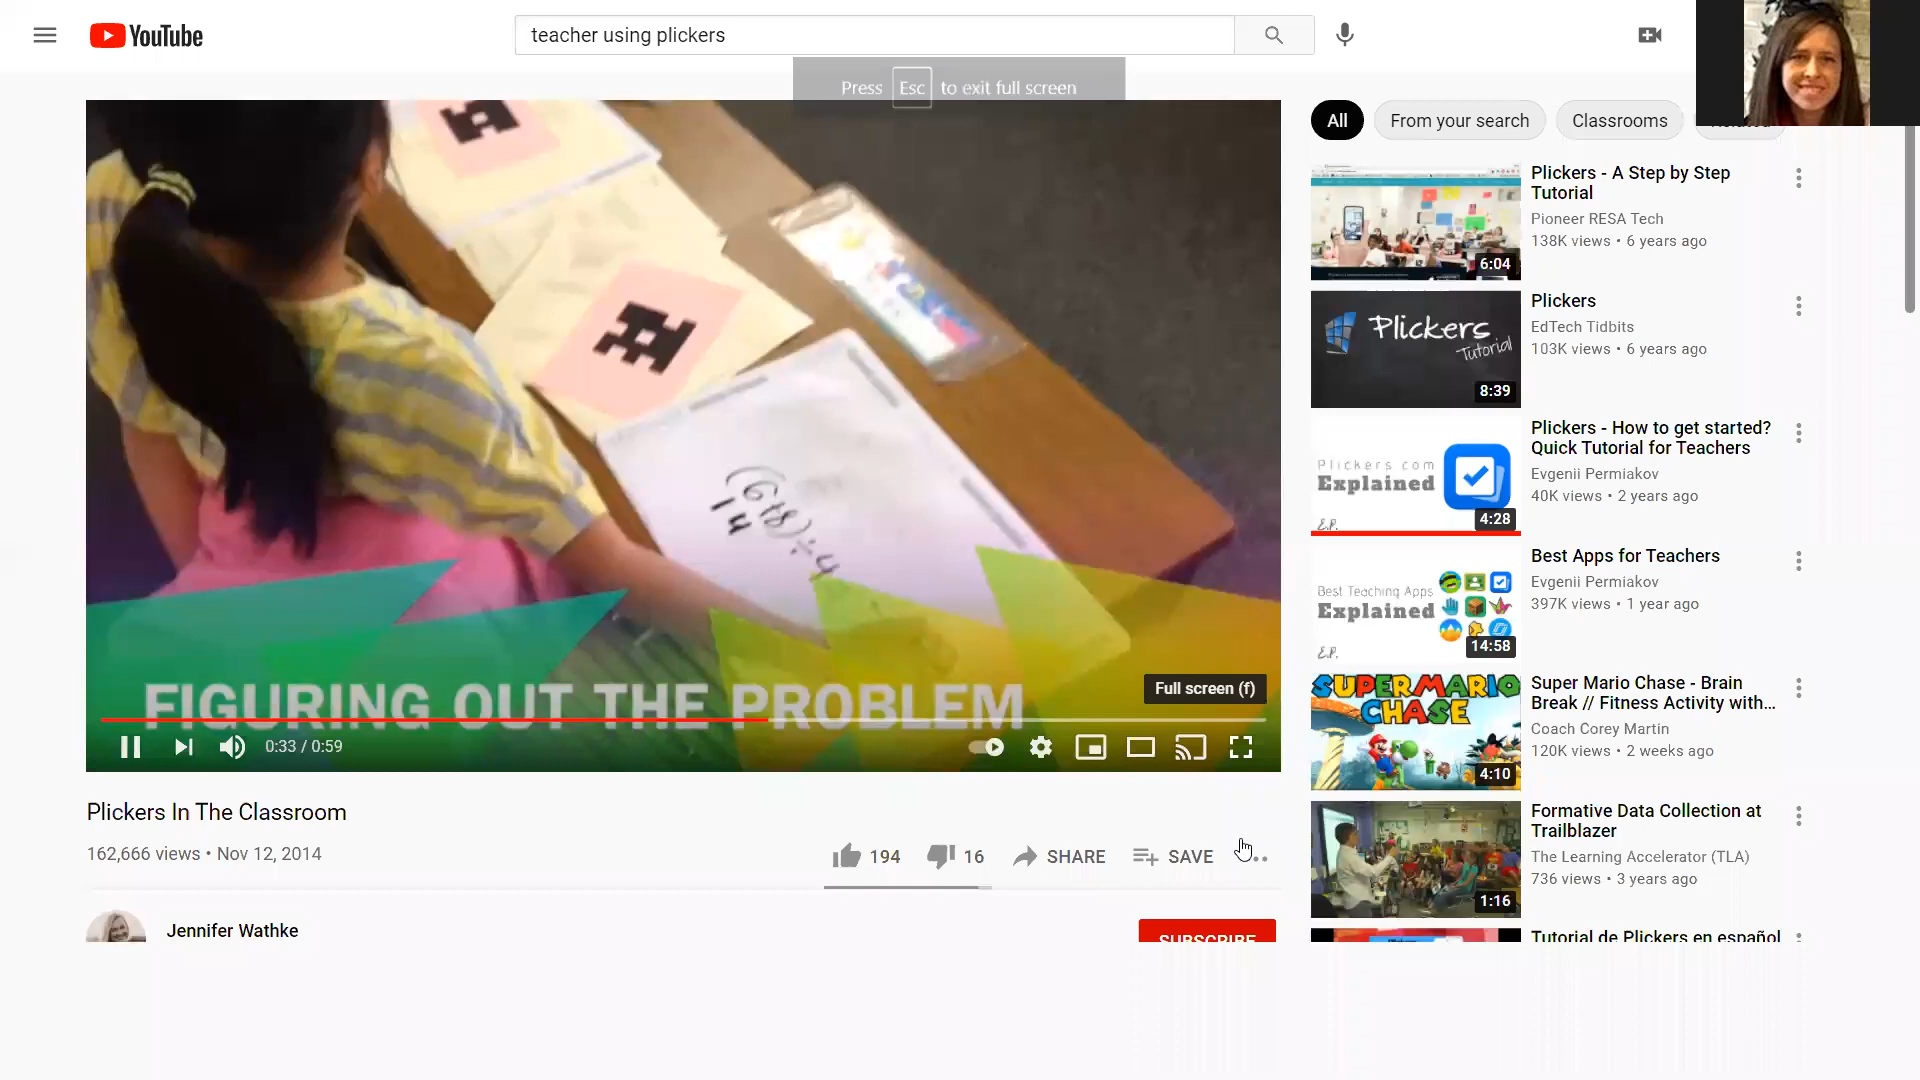 YouTube
teacher using plickers
Press Esc to exit full screen
(6+8)÷4
14
FIGURING OUT THE PROBLEM
Full screen (f)
0:33 / 0:59
Plickers In The Classroom
162,666 views • Nov 12, 2014
194
16
SHARE
SAVE
Jennifer Wathke
SUBSCRIBE
All
From your search
Classrooms
Related
Plickers - A Step by Step
Tutorial
Pioneer RESA Tech
138K views • 6 years ago
6:04
Plickers
Tutorial
8:39
Plickers
EdTech Tidbits
103K views • 6 years ago
Plickers.com
Explained
E.P.
4:28
Plickers - How to get started?
Quick Tutorial for Teachers
Evgenii Permiakov
40K views • 2 years ago
Best Teaching Apps
Explained
E.P.
14:58
Best Apps for Teachers
Evgenii Permiakov
397K views • 1 year ago
SUPER MARIO
CHASE
4:10
Super Mario Chase - Brain
Break // Fitness Activity with...
Coach Corey Martin
120K views • 2 weeks ago
1:16
Formative Data Collection at
Trailblazer
The Learning Accelerator (TLA)
736 views • 3 years ago
Tutorial de Plickers en español